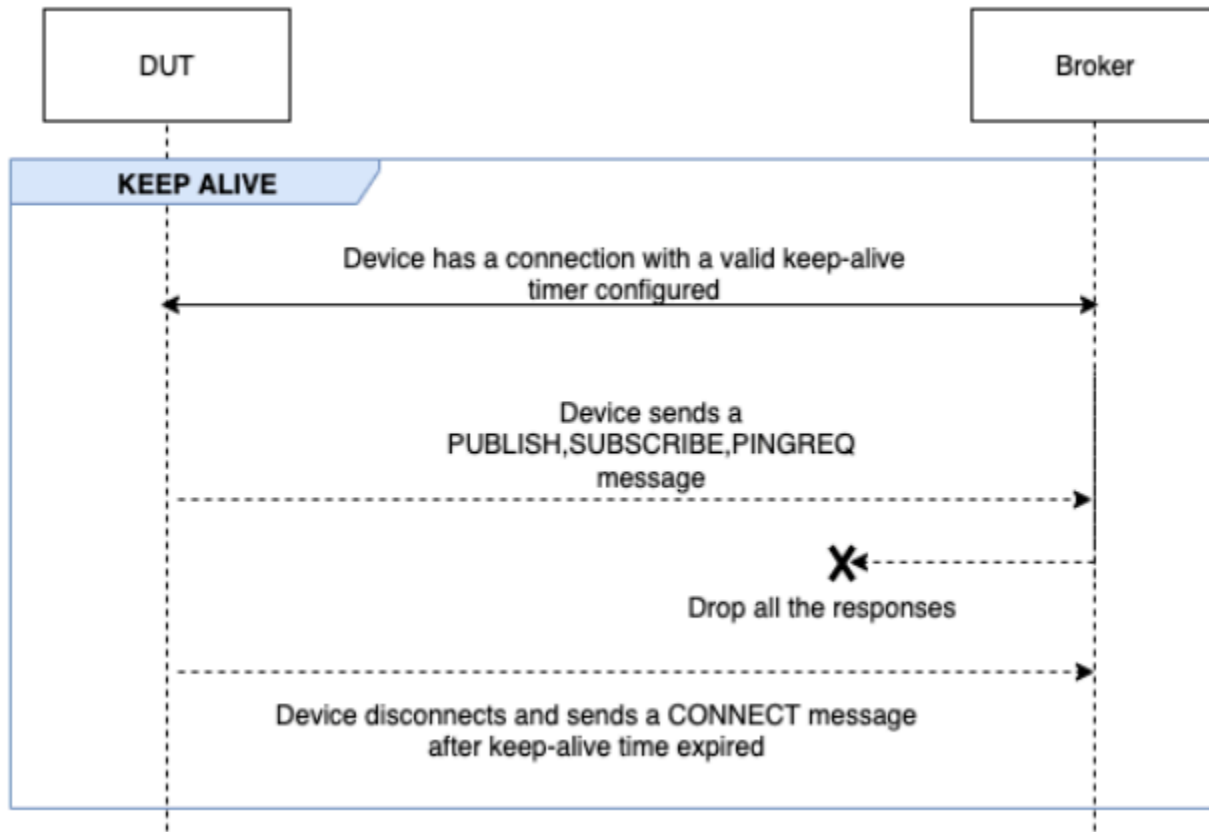 DUT
Broker
KEEP ALIVE
Device has a connection with a valid keep-alive
timer configured
Device sends a
PUBLISH,SUBSCRIBE,PINGREQ
message
Drop all the responses
Device disconnects and sends a CONNECT message
after keep-alive time expired